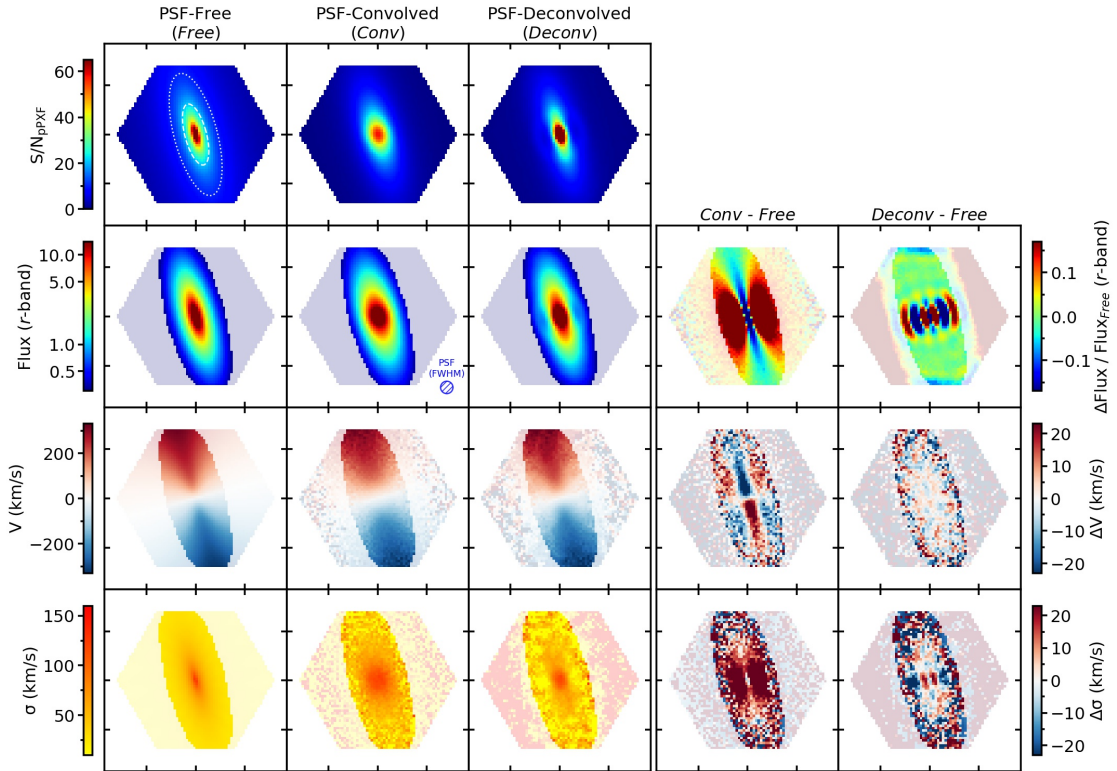 PSF-Free
(Free)
PSF-Convolved
(Conv)
PSF-Deconvolved
(Deconv)
60
40
20
0
S/NpPXF
Conv - Free
Deconv - Free
10.0
5.0
1.0
0.5
Flux (r-band)
PSF
(FWHM)
0.1
0.0
−0.1
ΔFlux / FluxFree (r-band)
200
0
−200
V (km/s)
20
10
0
−10
−20
ΔV (km/s)
150
100
50
σ (km/s)
20
10
0
−10
−20
Δσ (km/s)